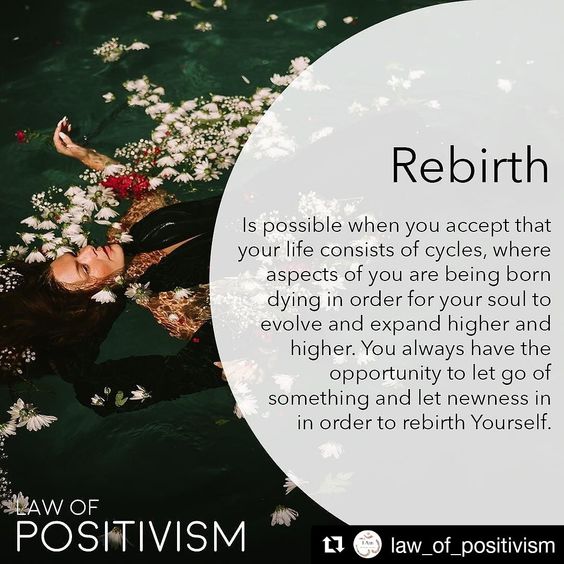 Rebirth
Is possible when you accept that
your life consists of cycles, where
aspects of you are being born
dying in order for your soul to
evolve and expand higher and
higher. You always have the
opportunity to let go of
something and let newness in
in order to rebirth Yourself.
LAW OF
POSITIVISM
law_of_positivism